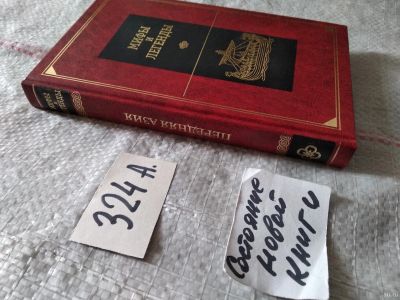 МИФЫ
И
ЛЕГЕНДЫ
ПЕРЕДНЯЯ АЗИЯ
324 А.
Состояние
новой
книги